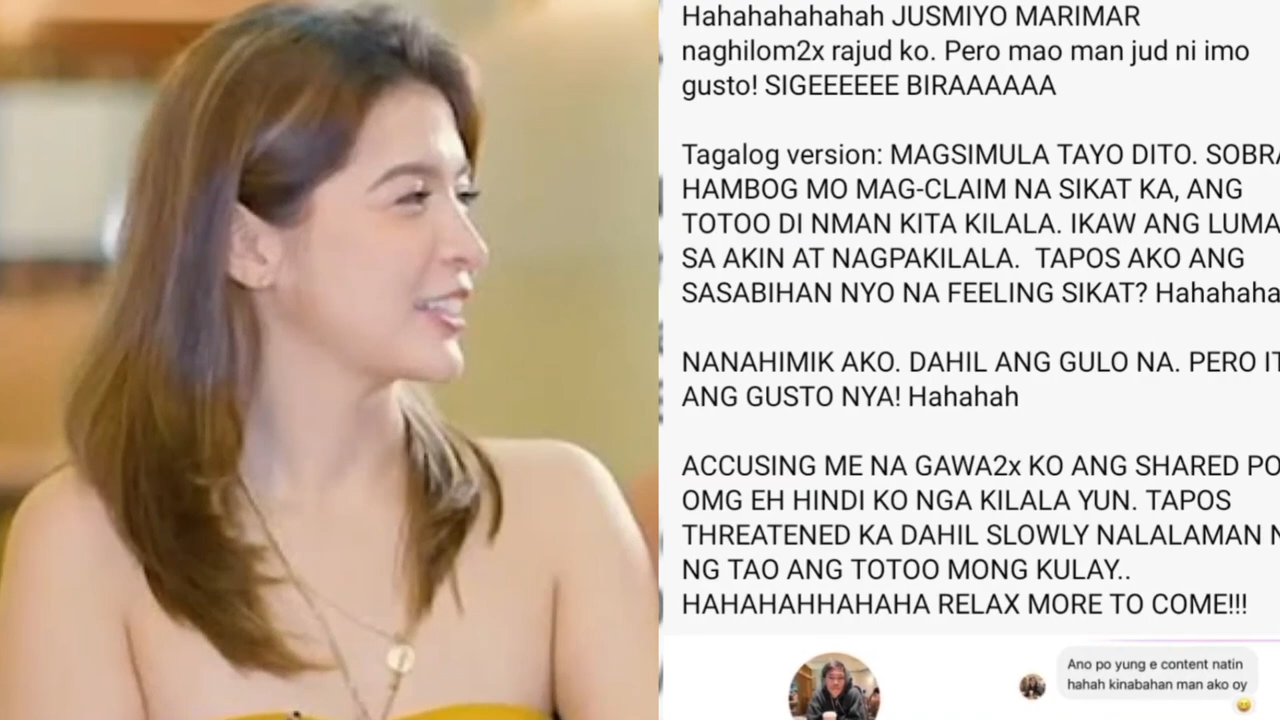 Hahahahahahah JUSMIYO MARIMAR
naghilom2x rajud ko. Pero mao man jud ni imo
gusto! SIGEEEEEE BIRAAAAAA
Tagalog version: MAGSIMULA TAYO DITO. SOBRA
HAMBOG MO MAG-CLAIM NA SIKAT KA, ANG
TOTOO DI NMAN KITA KILALA. IKAW ANG LUMA
SA AKIN AT NAGPAKILALA. TAPOS AKO ANG
SASABIHAN NYO NA FEELING SIKAT? Hahahaha
NANAHIMIK AKO. DAHIL ANG GULO NA. PERO IT
ANG GUSTO NYA! Hahahah
ACCUSING ME NA GAWA2x KO ANG SHARED PO
OMG EH HINDI KO NGA KILALA YUN. TAPOS
THREATENED KA DAHIL SLOWLY NALALAMAN N
NG TAO ANG TOTOO MONG KULAY..
HAHAHAHHAHAHA RELAX MORE TO COME!!!
Ano po yung e content natin
hahah kinabahan man ako oy